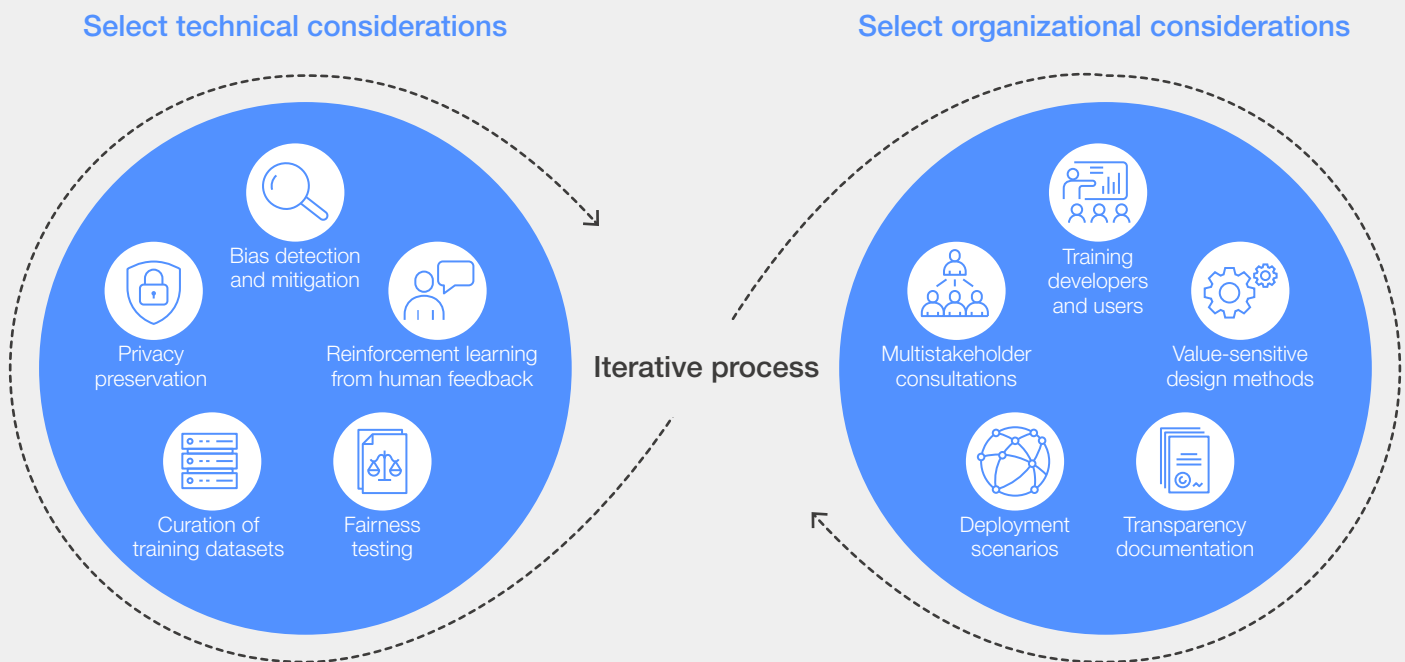 Select technical considerations
Bias detection
and mitigation
Privacy
preservation
Reinforcement learning
from human feedback
Curation of
training datasets
Fairness
testing
Iterative process
Select organizational considerations
Training
developers
and users
Multistakeholder
consultations
Value-sensitive
design methods
Deployment
scenarios
Transparency
documentation